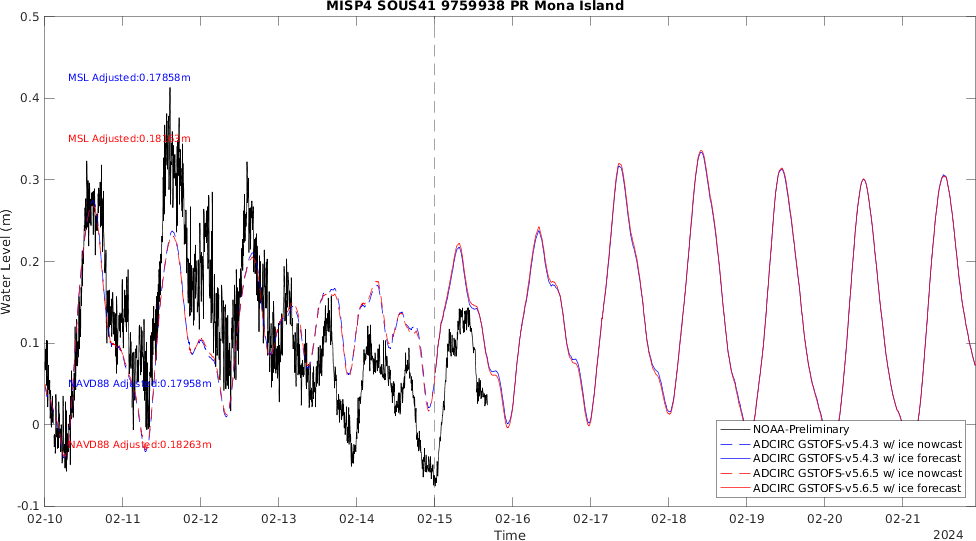 MISP4 SOUS41 9759938 PR Mona Island
0.5
0.4
0.3
0.2
0.1
0
-0.1
Water Level (m)
MSL Adjusted:0.17858m
MSL Adjusted:
NAVD88 Adjusted:0.17958m
NAVD88 Adjusted:0.18263m
NOAA-Preliminary
ADCIRC GSTOFS-v5.4.3 w/ ice nowcast
ADCIRC GSTOFS-v5.4.3 w/ ice forecast
ADCIRC GSTOFS-v5.6.5 w/ ice nowcast
ADCIRC GSTOFS-v5.6.5 w/ ice forecast
02-10 02-11 02-12 02-13 02-14 02-15 02-16 02-17 02-18 02-19 02-20 02-21
Time
2024